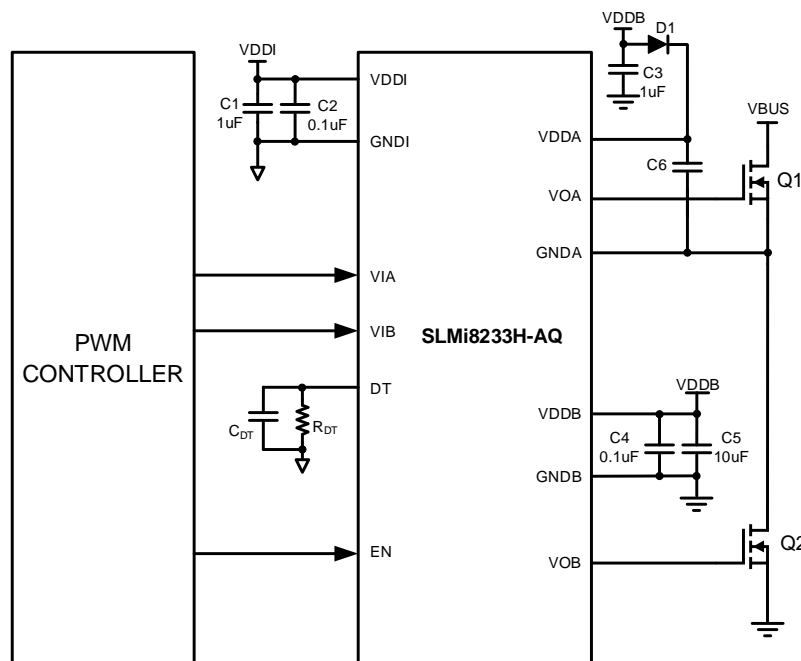 VDDB
D1
C3
1uF
VDDI
C1
1uF
C2
0.1uF
VDDI
GNDI
VDDA
C6
VBUS
VOA
Q1
GNDA
VIA
VIB
SLMi8233H-AQ
PWM
CONTROLLER
DT
CDT
RDT
VDDB
VDDB
C4
0.1uF
C5
10uF
GNDB
EN
VOB
Q2